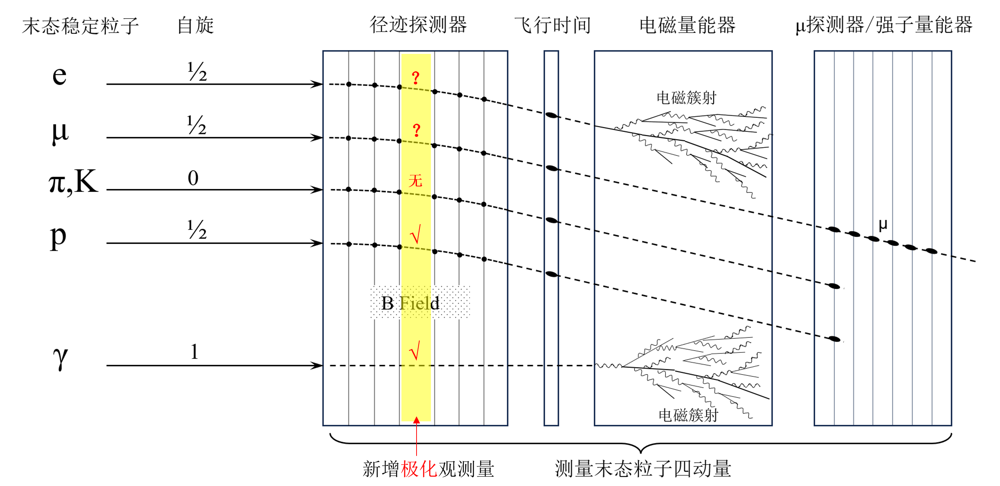 末态稳定粒子 自旋 径迹探测器 飞行时间 电磁量能器 μ探测器/强子量能器
e ½ ?
电磁簇射
μ ½ ?
π,K 0 无
p ½ √
μ
B Field
γ 1 √
电磁簇射
新增极化观测量 测量末态粒子四动量